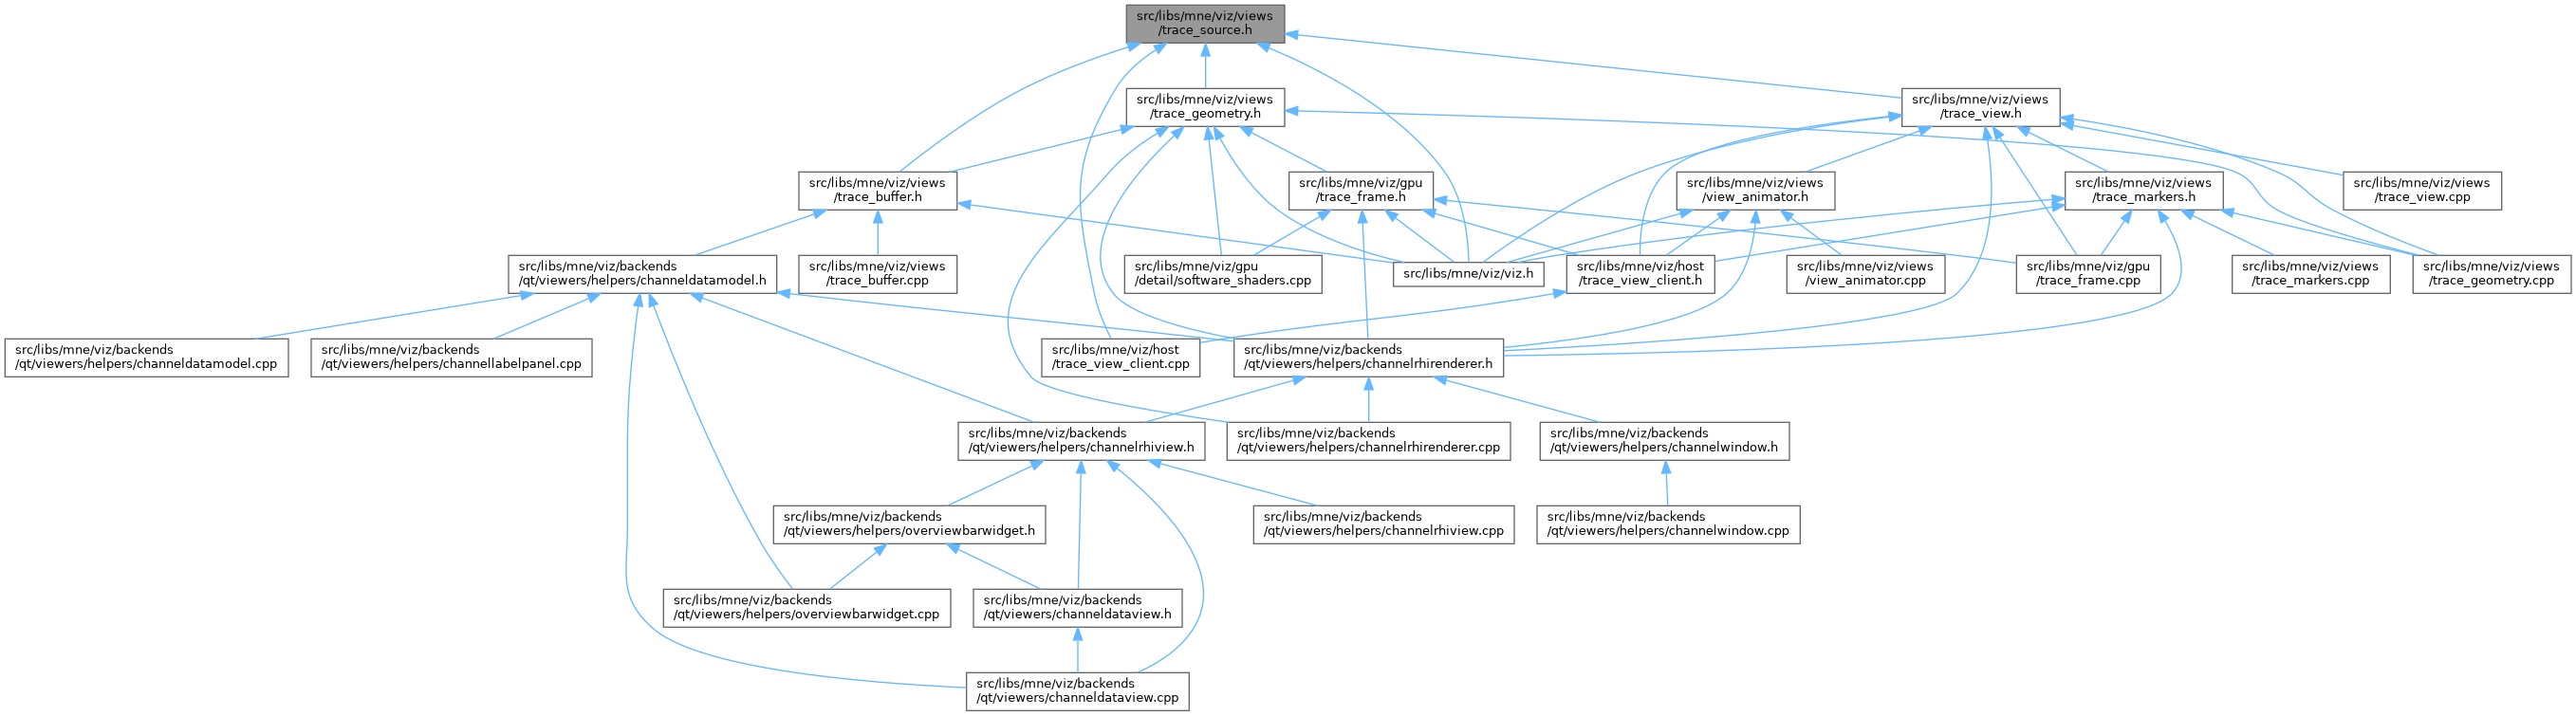 src/libs/mne/viz/views
/trace_source.h
src/libs/mne/viz/views
/trace_geometry.h
src/libs/mne/viz/views
/trace_view.h
src/libs/mne/viz/views
/trace_buffer.h
src/libs/mne/viz/gpu
/trace_frame.h
src/libs/mne/viz/views
/view_animator.h
src/libs/mne/viz/views
/trace_markers.h
src/libs/mne/viz/views
/trace_view.cpp
src/libs/mne/viz/backends
/qt/viewers/helpers/channeldatamodel.h
src/libs/mne/viz/views
/trace_buffer.cpp
src/libs/mne/viz/gpu
/detail/software_shaders.cpp
src/libs/mne/viz/viz.h
src/libs/mne/viz/host
/trace_view_client.h
src/libs/mne/viz/views
/view_animator.cpp
src/libs/mne/viz/gpu
/trace_frame.cpp
src/libs/mne/viz/views
/trace_markers.cpp
src/libs/mne/viz/views
/trace_geometry.cpp
src/libs/mne/viz/backends
/qt/viewers/helpers/channeldatamodel.cpp
src/libs/mne/viz/backends
/qt/viewers/helpers/channellabelpanel.cpp
src/libs/mne/viz/host
/trace_view_client.cpp
src/libs/mne/viz/backends
/qt/viewers/helpers/channelrhirenderer.h
src/libs/mne/viz/backends
/qt/viewers/helpers/channelrhiview.h
src/libs/mne/viz/backends
/qt/viewers/helpers/channelrhirenderer.cpp
src/libs/mne/viz/backends
/qt/viewers/helpers/channelwindow.h
src/libs/mne/viz/backends
/qt/viewers/helpers/overviewbarwidget.h
src/libs/mne/viz/backends
/qt/viewers/helpers/channelrhiview.cpp
src/libs/mne/viz/backends
/qt/viewers/helpers/channelwindow.cpp
src/libs/mne/viz/backends
/qt/viewers/helpers/overviewbarwidget.cpp
src/libs/mne/viz/backends
/qt/viewers/channeldataview.h
src/libs/mne/viz/backends
/qt/viewers/channeldataview.cpp